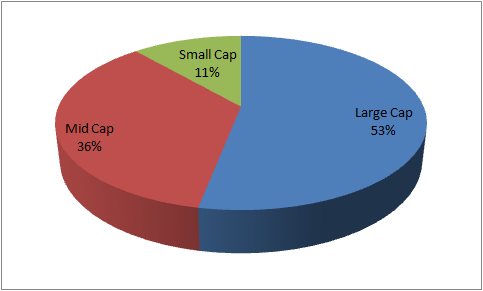 Small Cap
11%
Large Cap
53%
Mid Cap
36%